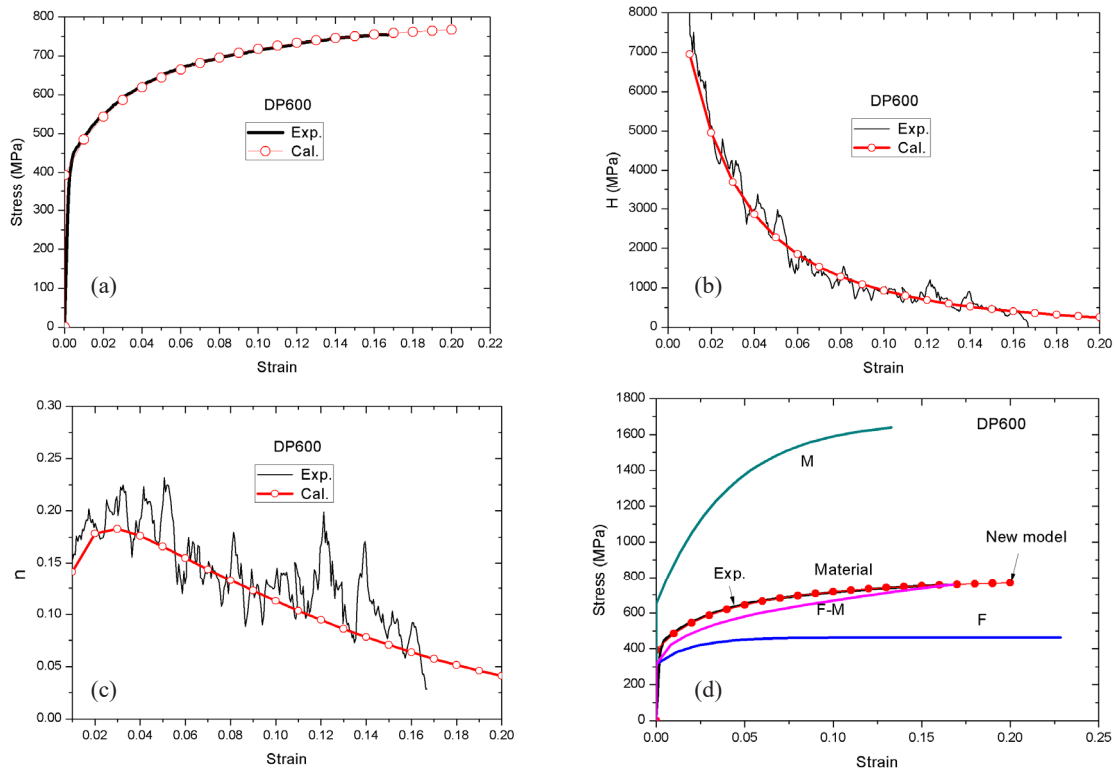 800
700
600
500
400
300
200
100
0
Stress (MPa)
DP600
Exp.
Cal.
(a)
0.00 0.02 0.04 0.06 0.08 0.10 0.12 0.14 0.16 0.18 0.20 0.22
Strain
8000
7000
6000
5000
4000
3000
2000
1000
0
H (MPa)
DP600
Exp.
Cal.
(b)
0.00 0.02 0.04 0.06 0.08 0.10 0.12 0.14 0.16 0.18 0.20
Strain
0.30
0.25
0.20
0.15
0.10
0.05
0.00
n
DP600
Exp.
Cal.
(c)
0.02 0.04 0.06 0.08 0.10 0.12 0.14 0.16 0.18 0.20
Strain
1800
1600
1400
1200
1000
800
600
400
200
0
Stress (MPa)
DP600
M
New model
Material
Exp.
F-M
F
(d)
0.00 0.05 0.10 0.15 0.20 0.25
Strain